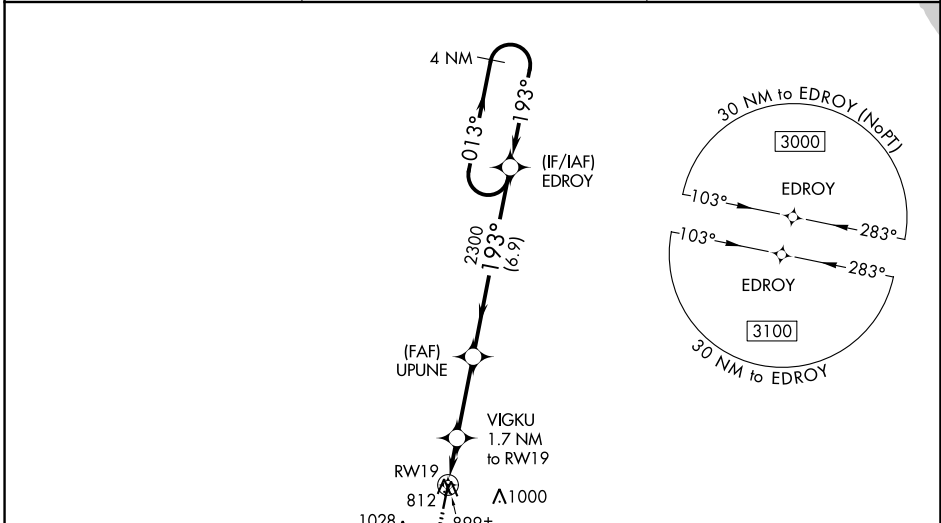 4 NM
193°
013°
(IF/IAF)
EDROY
2300
193°
(6.9)
(FAF)
UPUNE
VIGKU
1.7 NM
to RW19
RW19
812
1000
1028
899±
30 NM to EDROY (NoPT)
3000
EDROY
103°
283°
103°
283°
EDROY
3100
30 NM to EDROY